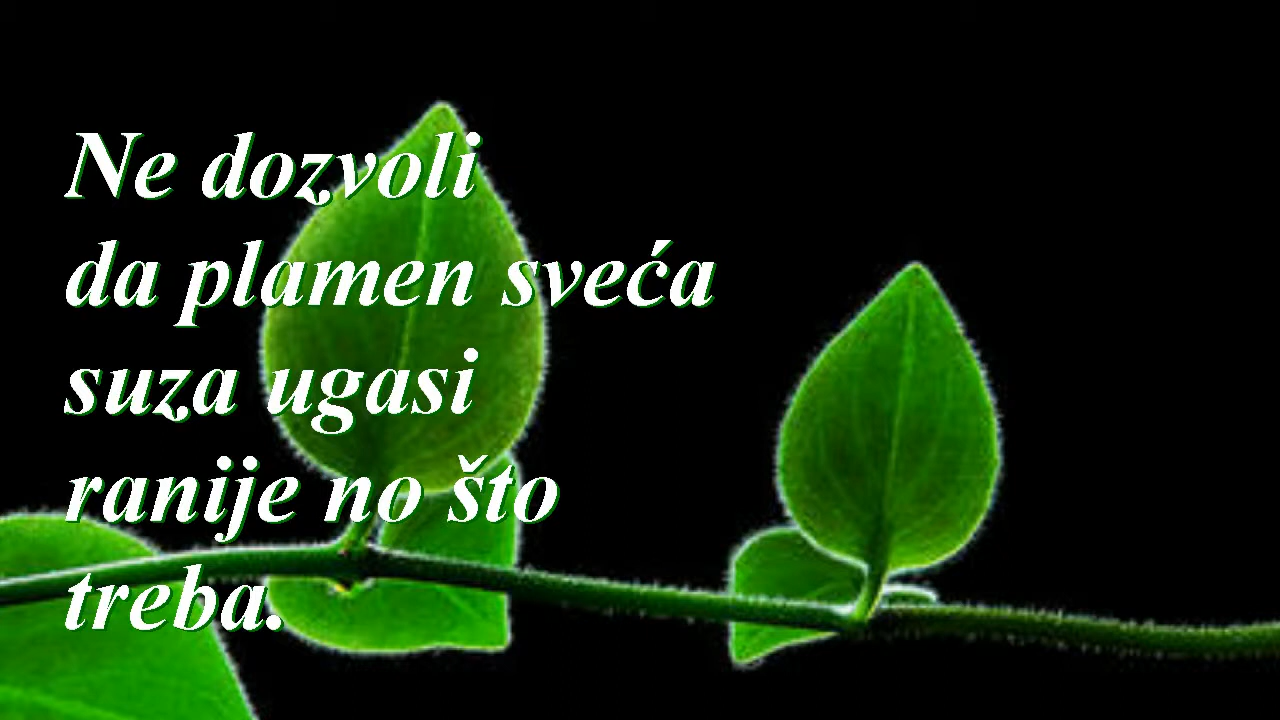 Ne dozvoli
da plamen sveća
suza ugasi
ranije no što
treba.